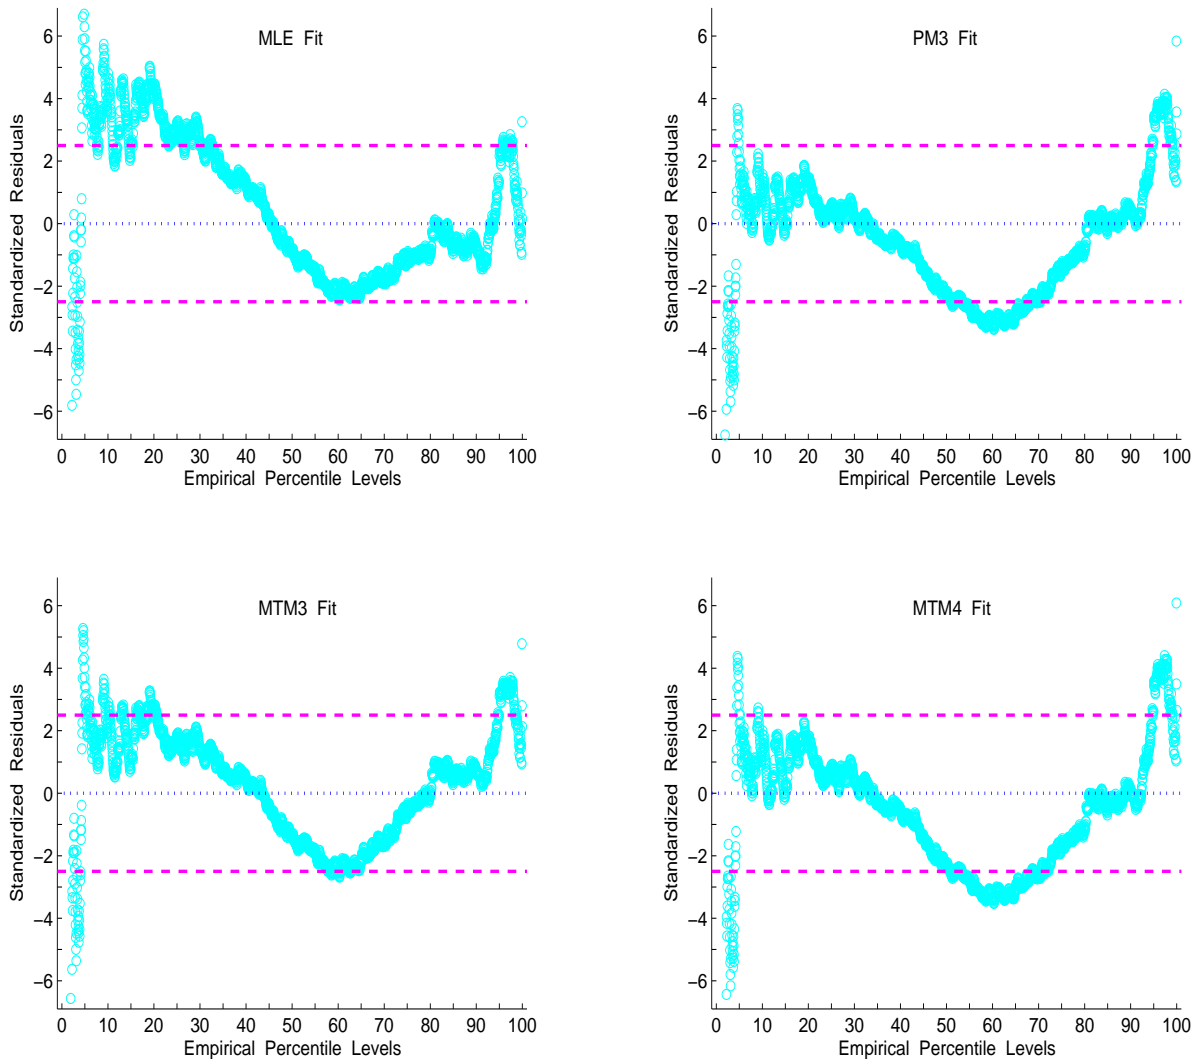 MLE Fit
6
4
2
0
−2
−4
−6
Standardized Residuals
0 10 20 30 40 50 60 70 80 90 100
Empirical Percentile Levels
PM3 Fit
6
4
2
0
−2
−4
−6
Standardized Residuals
0 10 20 30 40 50 60 70 80 90 100
Empirical Percentile Levels
MTM3 Fit
6
4
2
0
−2
−4
−6
Standardized Residuals
0 10 20 30 40 50 60 70 80 90 100
Empirical Percentile Levels
MTM4 Fit
6
4
2
0
−2
−4
−6
Standardized Residuals
0 10 20 30 40 50 60 70 80 90 100
Empirical Percentile Levels